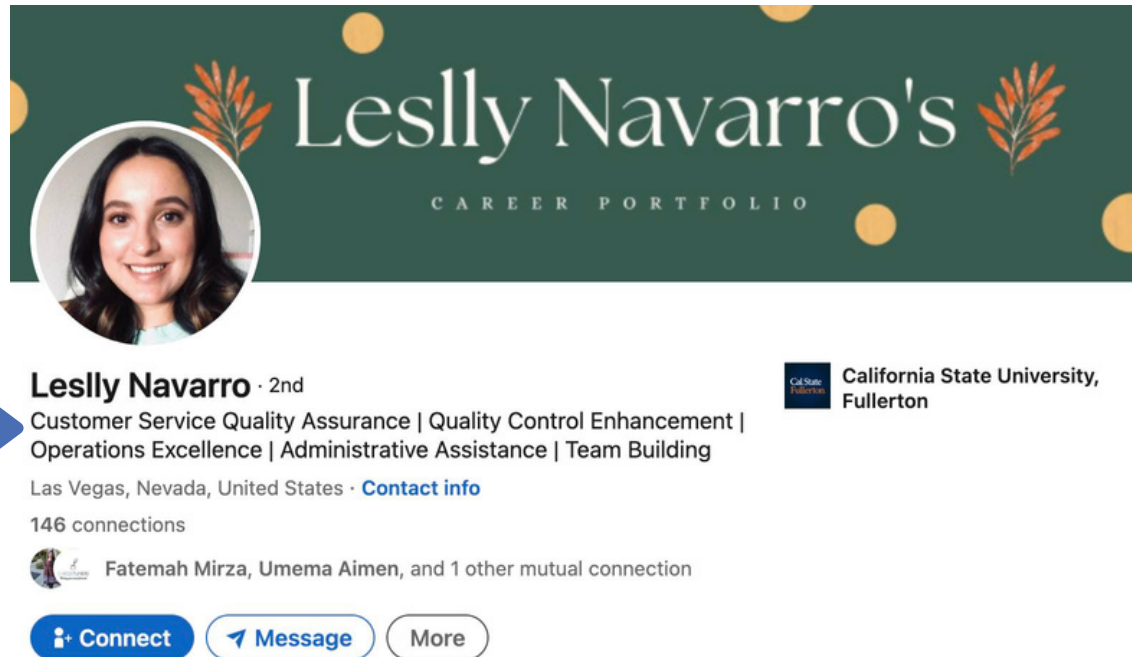 Leslly Navarro's
CAREER PORTFOLIO
Leslly Navarro · 2nd
Customer Service Quality Assurance | Quality Control Enhancement |
Operations Excellence | Administrative Assistance | Team Building
Las Vegas, Nevada, United States · Contact info
146 connections
Fatemah Mirza, Umema Aimen, and 1 other mutual connection
Connect
Message
More
Cal State
Fullerton
California State University,
Fullerton